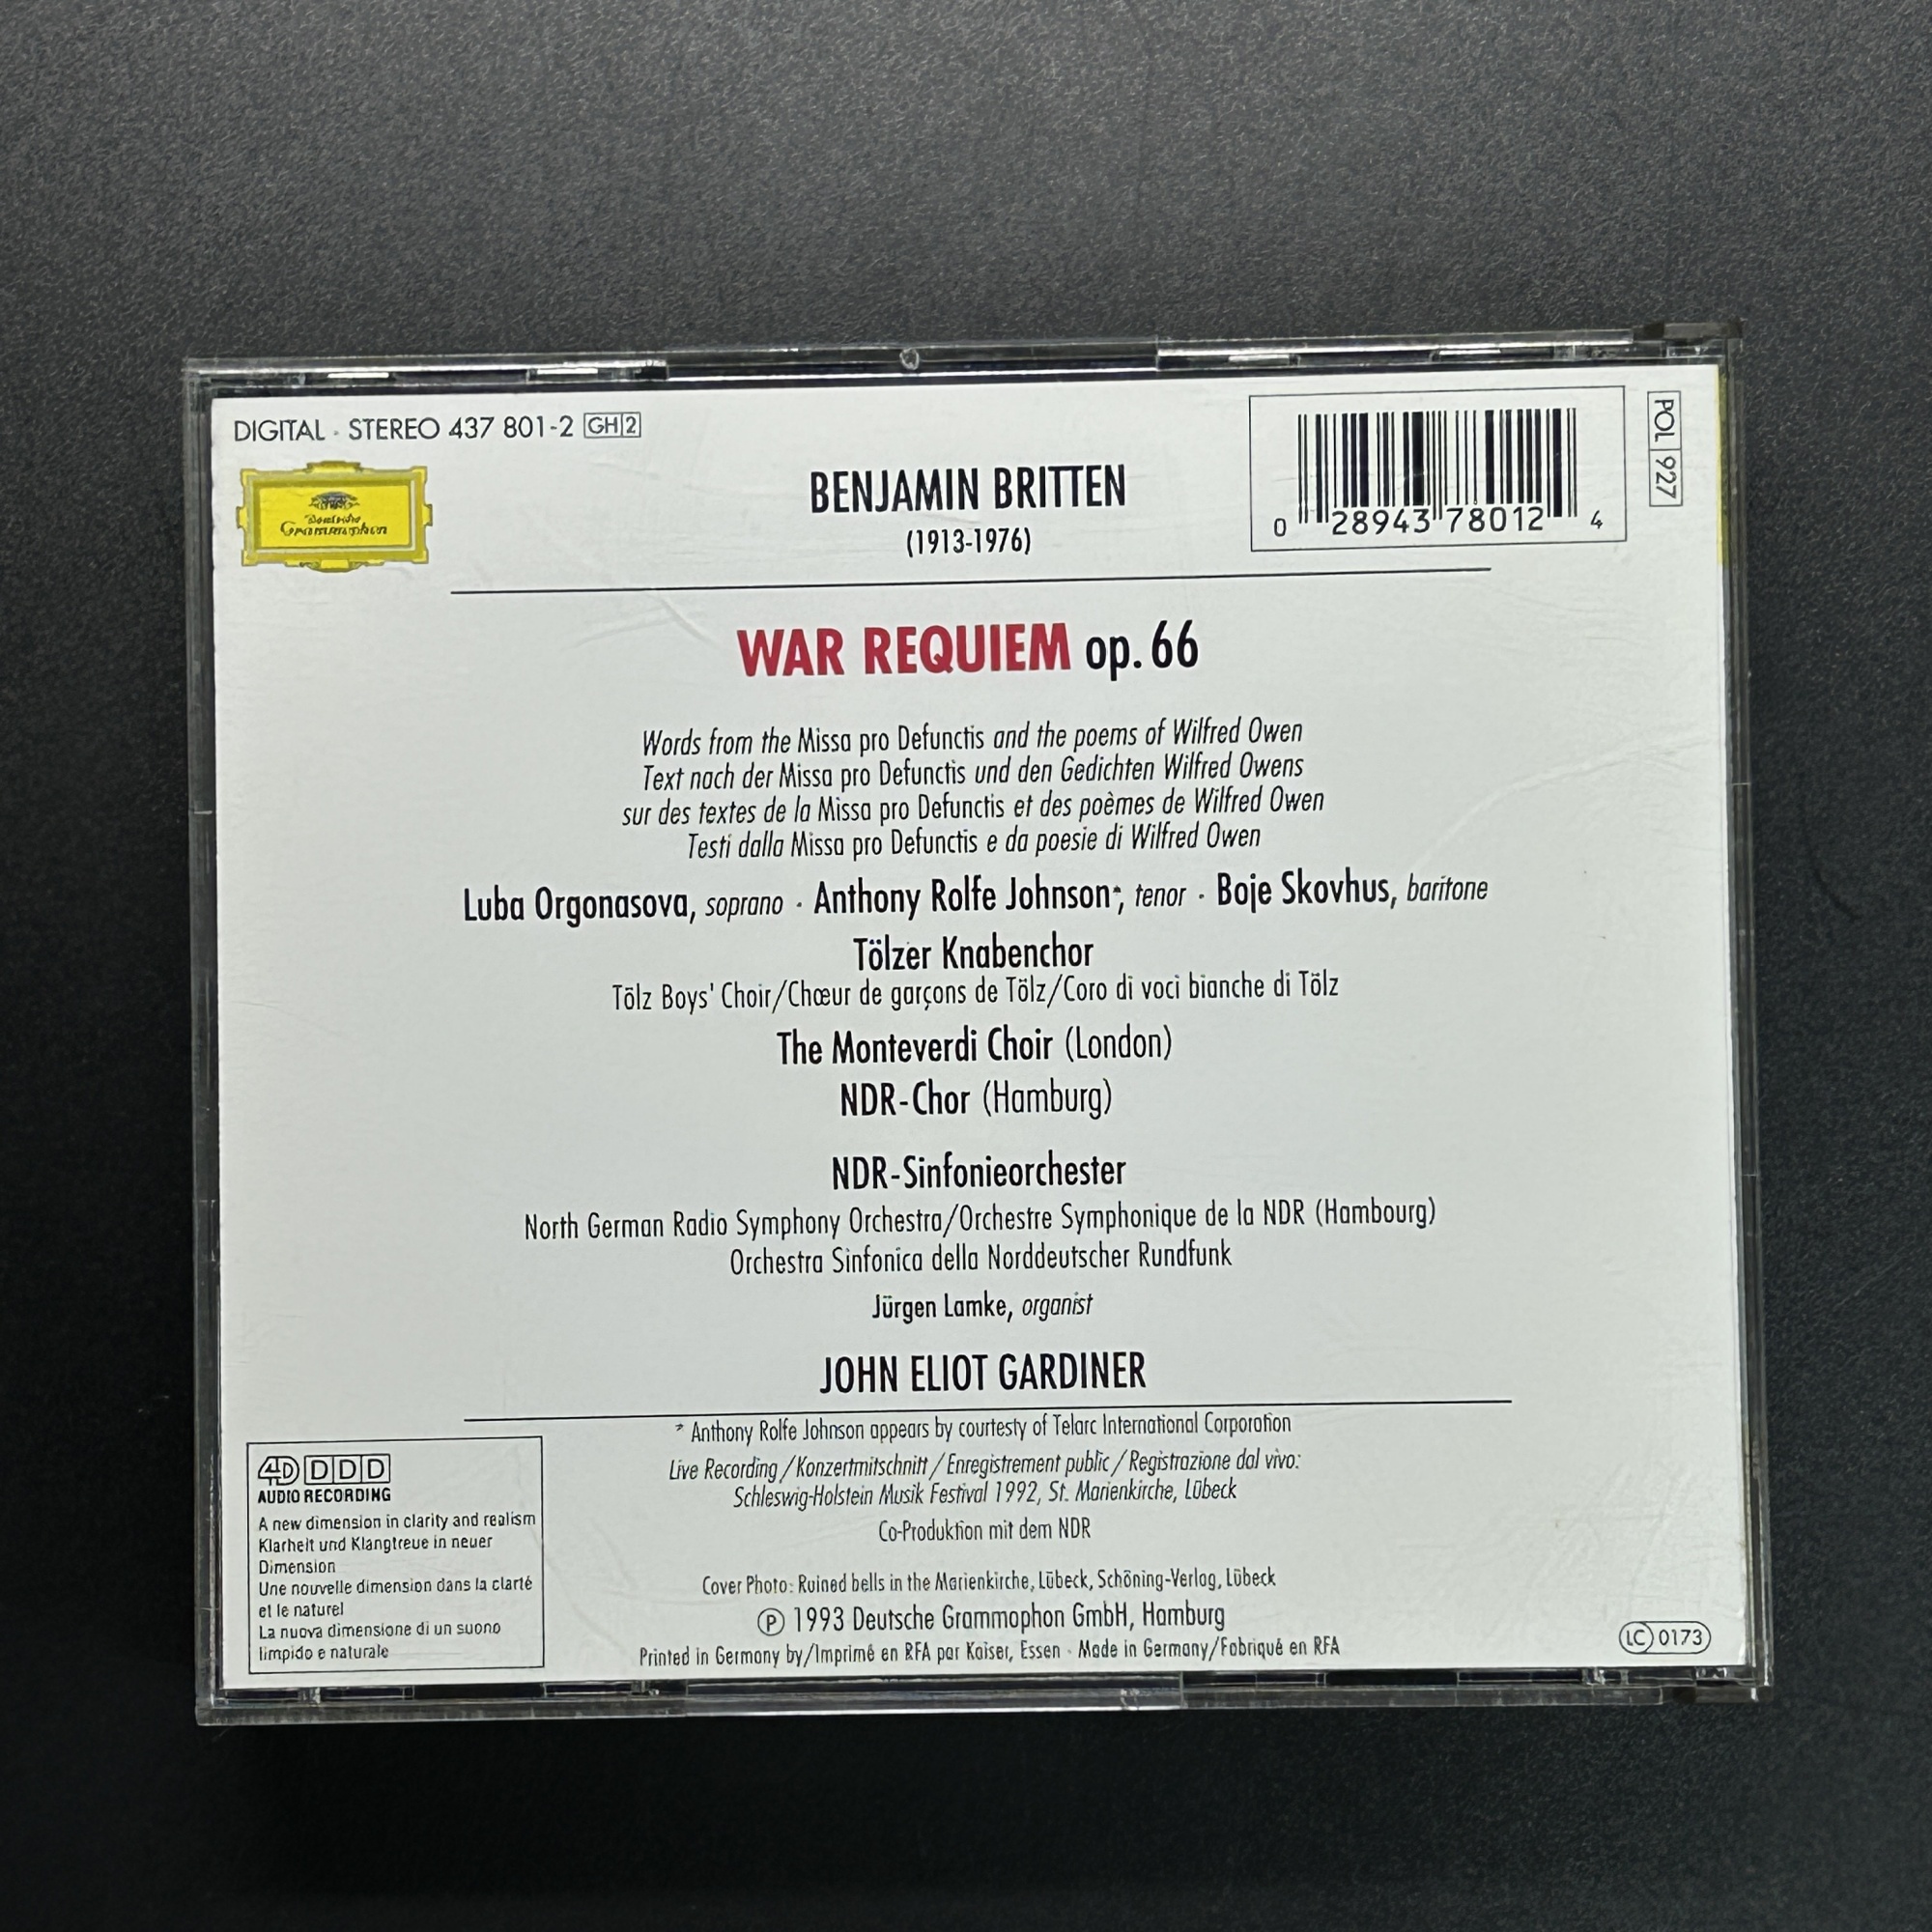 DIGITAL · STEREO 437 801-2 GH 2
POL 927
Deutsche
Grammophon
BENJAMIN BRITTEN
(1913-1976)
0 28943 78012 4
WAR REQUIEM op. 66
Words from the Missa pro Defunctis and the poems of Wilfred Owen
Text nach der Missa pro Defunctis und den Gedichten Wilfred Owens
sur des textes de la Missa pro Defunctis et des poèmes de Wilfred Owen
Testi dalla Missa pro Defunctis e da poesie di Wilfred Owen
Luba Orgonasova, soprano · Anthony Rolfe Johnson*, tenor · Boje Skovhus, baritone
Tölzer Knabenchor
Tölz Boys' Choir/Chœur de garçons de Tölz/Coro di voci bianche di Tölz
The Monteverdi Choir (London)
NDR-Chor (Hamburg)
NDR-Sinfonieorchester
North German Radio Symphony Orchestra/Orchestre Symphonique de la NDR (Hambourg)
Orchestra Sinfonica della Norddeutscher Rundfunk
Jürgen Lamke, organist
JOHN ELIOT GARDINER
* Anthony Rolfe Johnson appears by courtesty of Telarc International Corporation
Live Recording/Konzertmitschnitt/Enregistrement public/Registrazione dal vivo:
Schleswig-Holstein Musik Festival 1992, St. Marienkirche, Lübeck
Co-Produktion mit dem NDR
Cover Photo: Ruined bells in the Marienkirche, Lübeck, Schöning-Verlag, Lübeck
℗ 1993 Deutsche Grammophon GmbH, Hamburg
Printed in Germany by/Imprimé en RFA par Kaiser, Essen · Made in Germany/Fabriqué en RFA
4D DDD
AUDIO RECORDING
A new dimension in clarity and realism
Klarheit und Klangtreue in neuer
Dimension
Une nouvelle dimension dans la clarté
et le naturel
La nuova dimensione di un suono
limpido e naturale
LC 0173